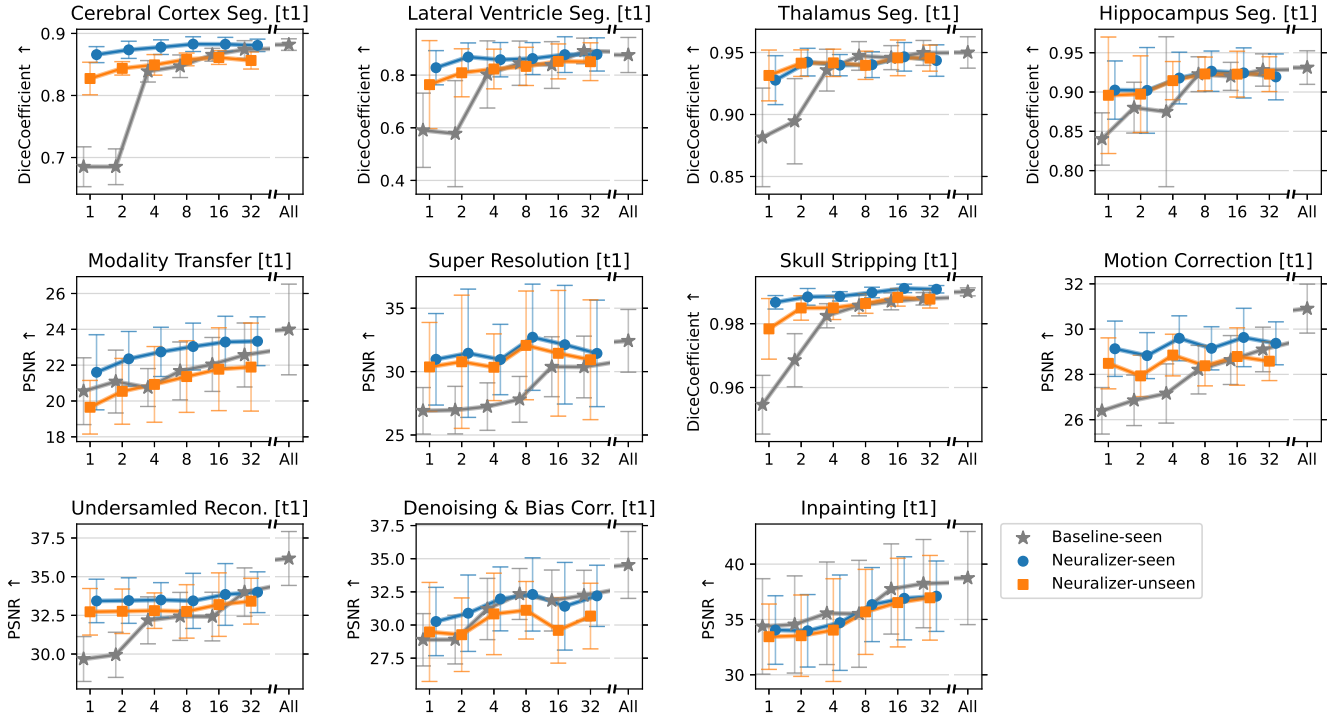 Cerebral Cortex Seg. [t1]
DiceCoefficient ↑
0.9
0.8
0.7
1 2 4 8 16 32 All
Lateral Ventricle Seg. [t1]
DiceCoefficient ↑
0.8
0.6
0.4
1 2 4 8 16 32 All
Thalamus Seg. [t1]
DiceCoefficient ↑
0.95
0.90
0.85
1 2 4 8 16 32 All
Hippocampus Seg. [t1]
DiceCoefficient ↑
0.95
0.90
0.85
0.80
1 2 4 8 16 32 All
Modality Transfer [t1]
PSNR ↑
26
24
22
20
18
1 2 4 8 16 32 All
Super Resolution [t1]
PSNR ↑
35
30
25
1 2 4 8 16 32 All
Skull Stripping [t1]
DiceCoefficient ↑
0.98
0.96
1 2 4 8 16 32 All
Motion Correction [t1]
PSNR ↑
32
30
28
26
1 2 4 8 16 32 All
Undersamled Recon. [t1]
PSNR ↑
37.5
35.0
32.5
30.0
1 2 4 8 16 32 All
Denoising & Bias Corr. [t1]
PSNR ↑
37.5
35.0
32.5
30.0
27.5
1 2 4 8 16 32 All
Inpainting [t1]
PSNR ↑
40
35
30
1 2 4 8 16 32 All
Baseline-seen
Neuralizer-seen
Neuralizer-unseen